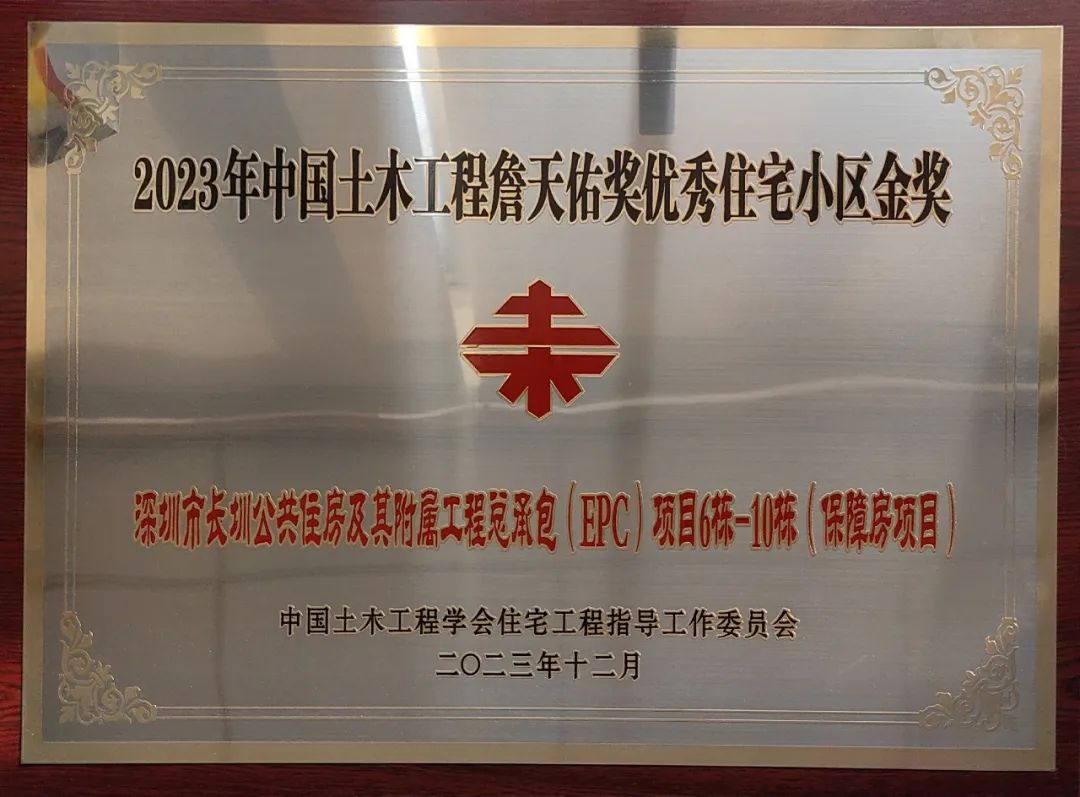 2023年中国土木工程詹天佑奖优秀住宅小区金奖
深圳市长圳公共住房及其附属工程总承包(EPC)项目6栋-10栋(保障房项目)
中国土木工程学会住宅工程指导工作委员会
二〇二三年十二月